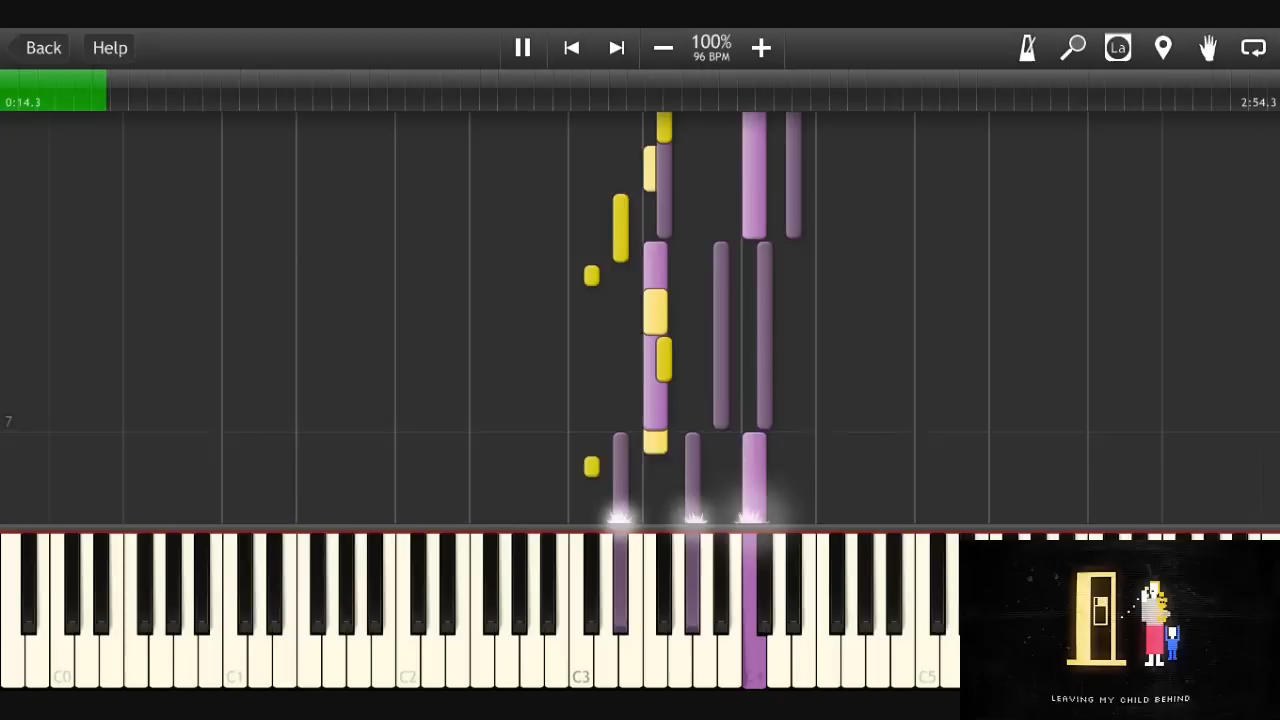 Back Help 100% La
96 BPM
0:14.3 2:54.3
7
C0 C1 C2 C3 C5
LEAVING MY CHILD BEHIND